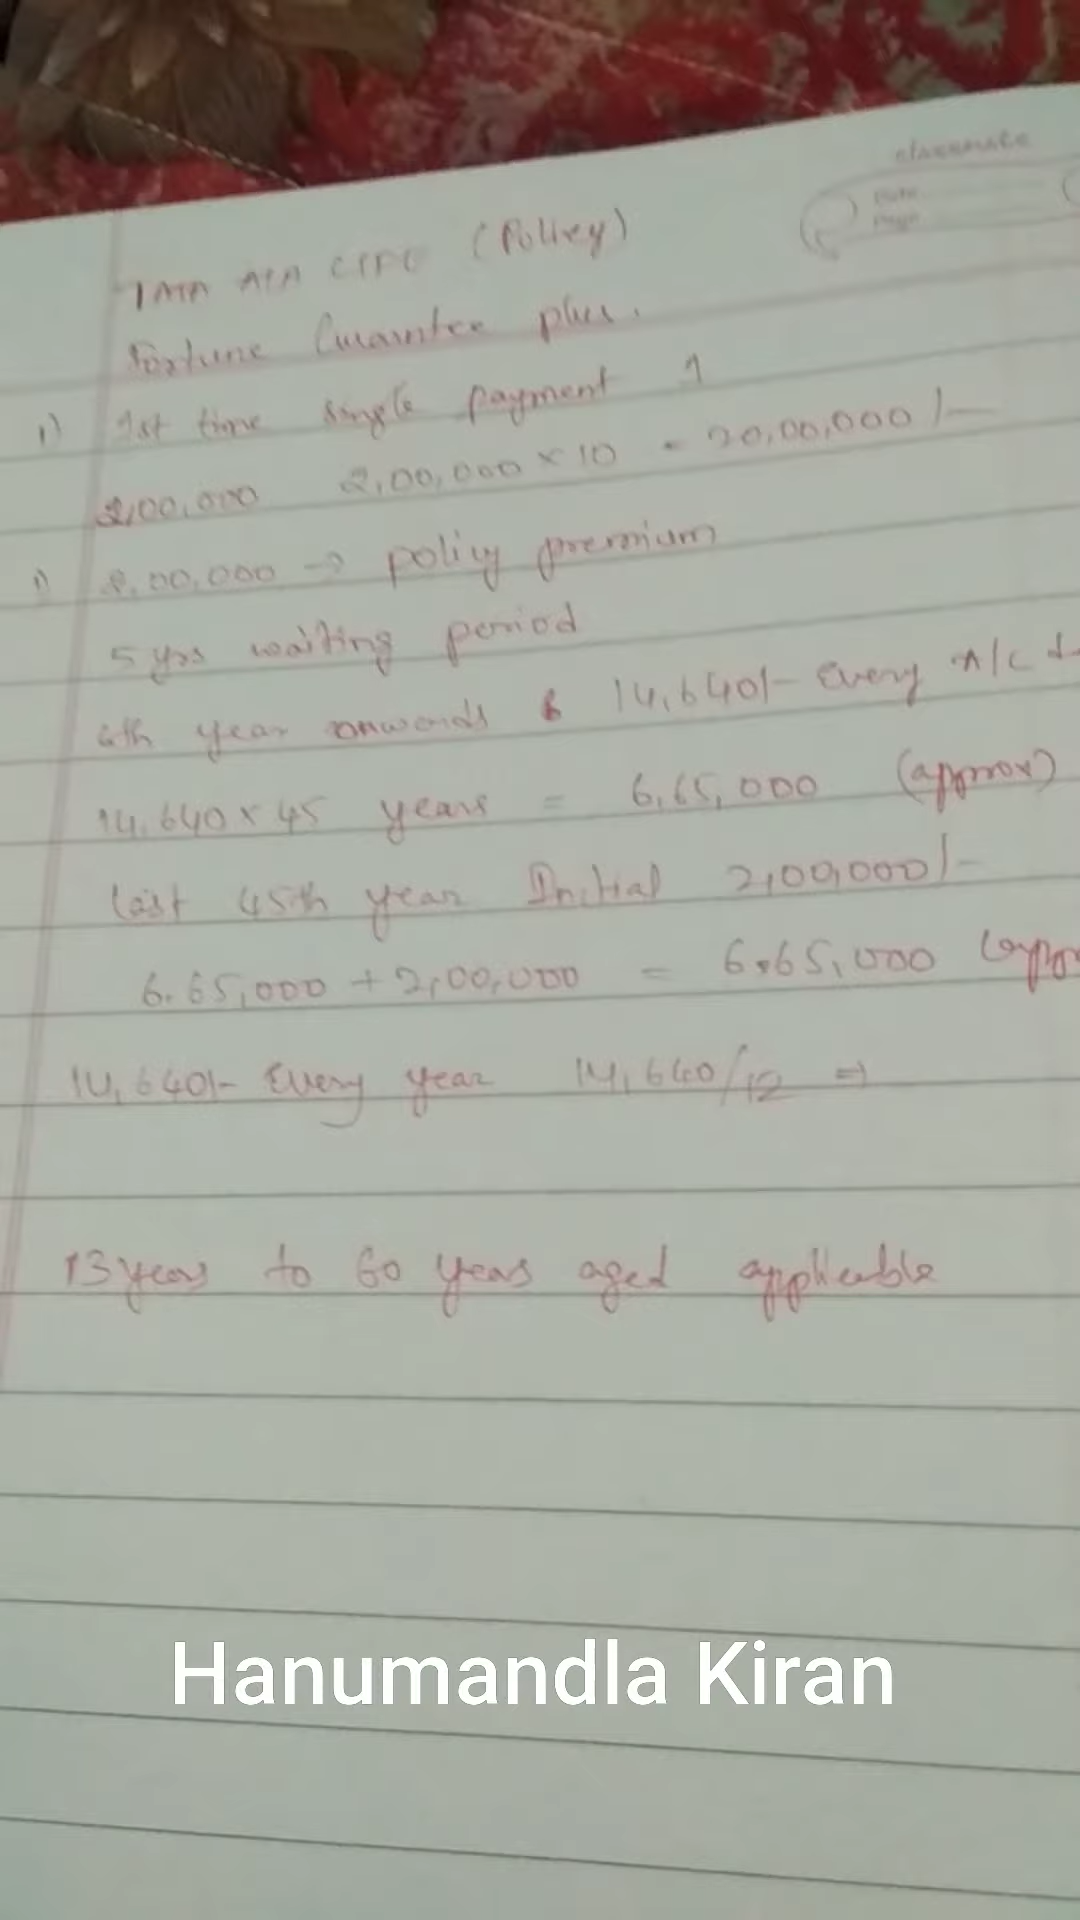 classmate
Date
Page
TATA AIA LIFE (Policy)
Fortune Guarantee plus.
1) 1st time single payment 1
2,00,000 2,00,000 × 10 = 20,00,000/-
1) 2,00,000 → policy premium
5 yrs waiting period
6th year onwards 14,640/- Every A/C
14,640 × 45 years = 6,65,000 (approx)
last 45th year Initial 2,00,000/-
6.65,000 + 2,00,000 = 6.65,000
14,640/- Every year 14,640/12 ⇒
13 years to 60 years aged applicable
Hanumandla Kiran